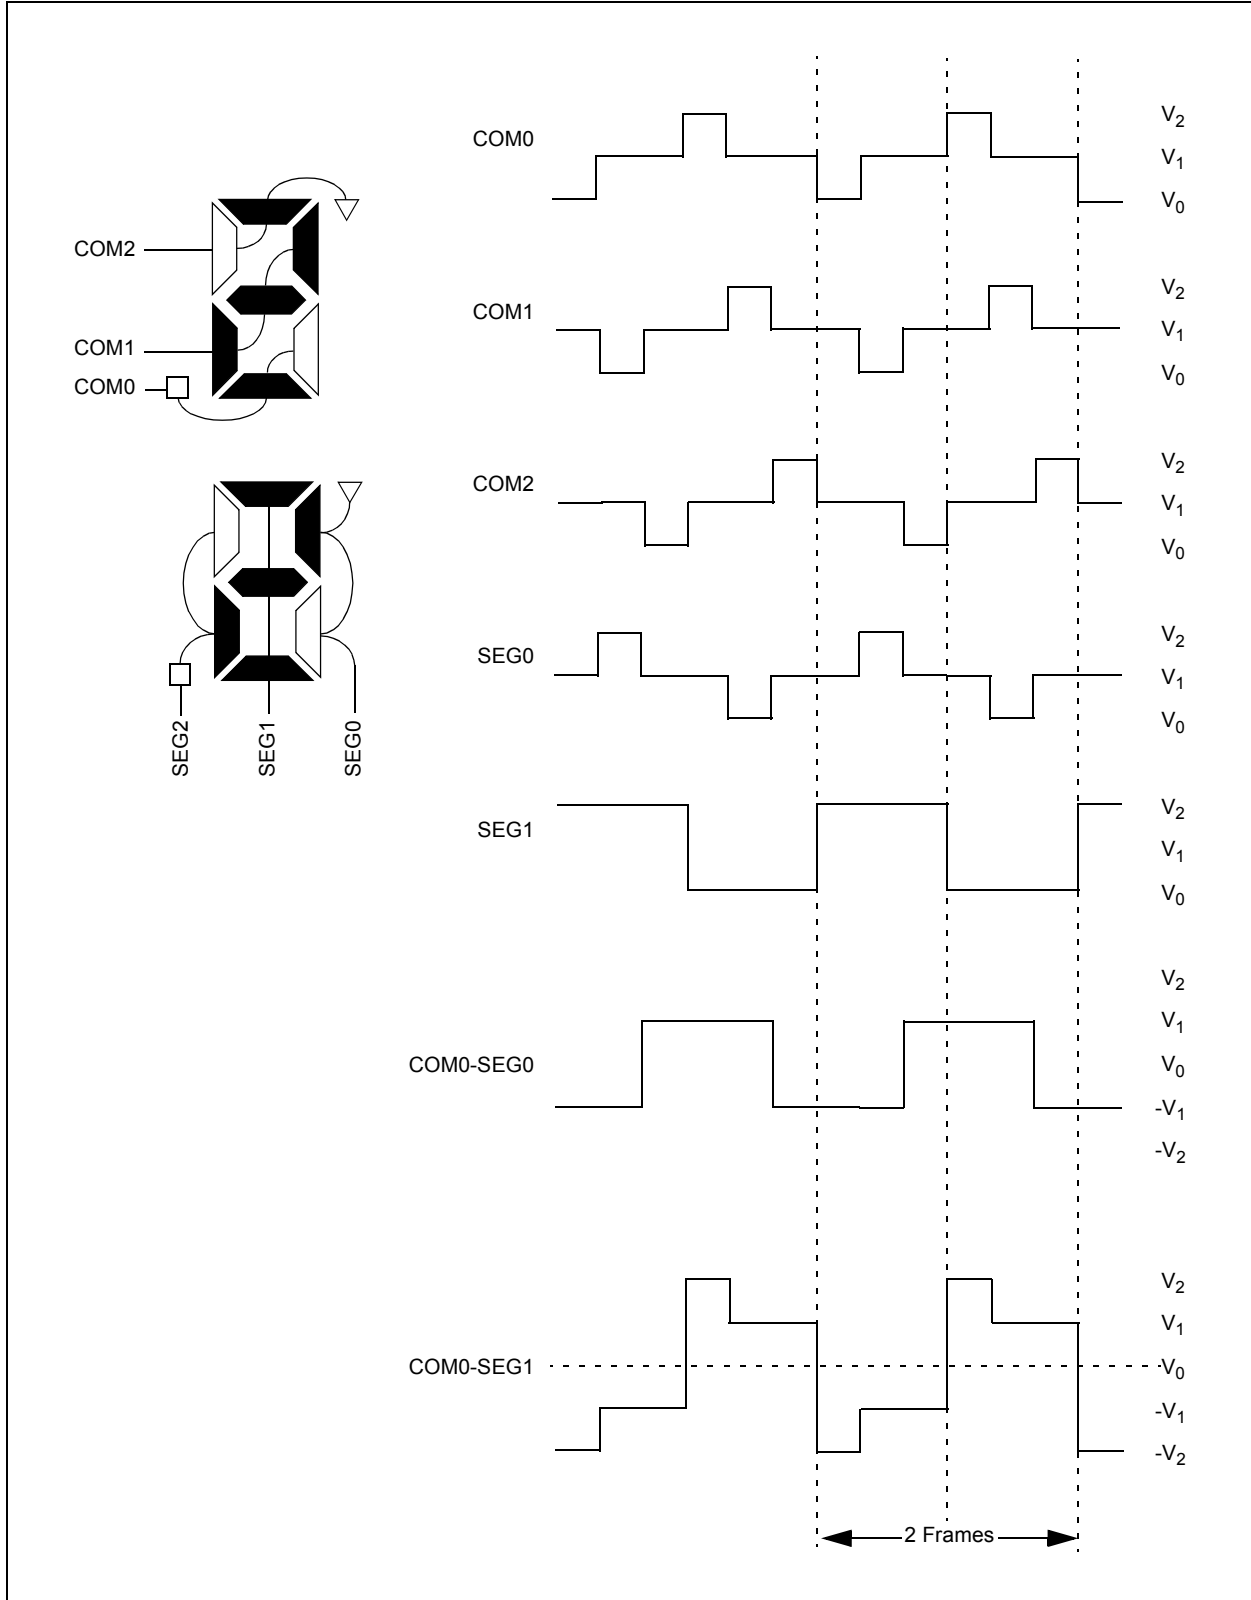 COM2
COM1
COM0
SEG2
SEG1
SEG0
COM0
V2
V1
V0
COM1
V2
V1
V0
COM2
V2
V1
V0
SEG0
V2
V1
V0
SEG1
V2
V1
V0
COM0-SEG0
V2
V1
V0
-V1
-V2
COM0-SEG1
V2
V1
V0
-V1
-V2
2 Frames